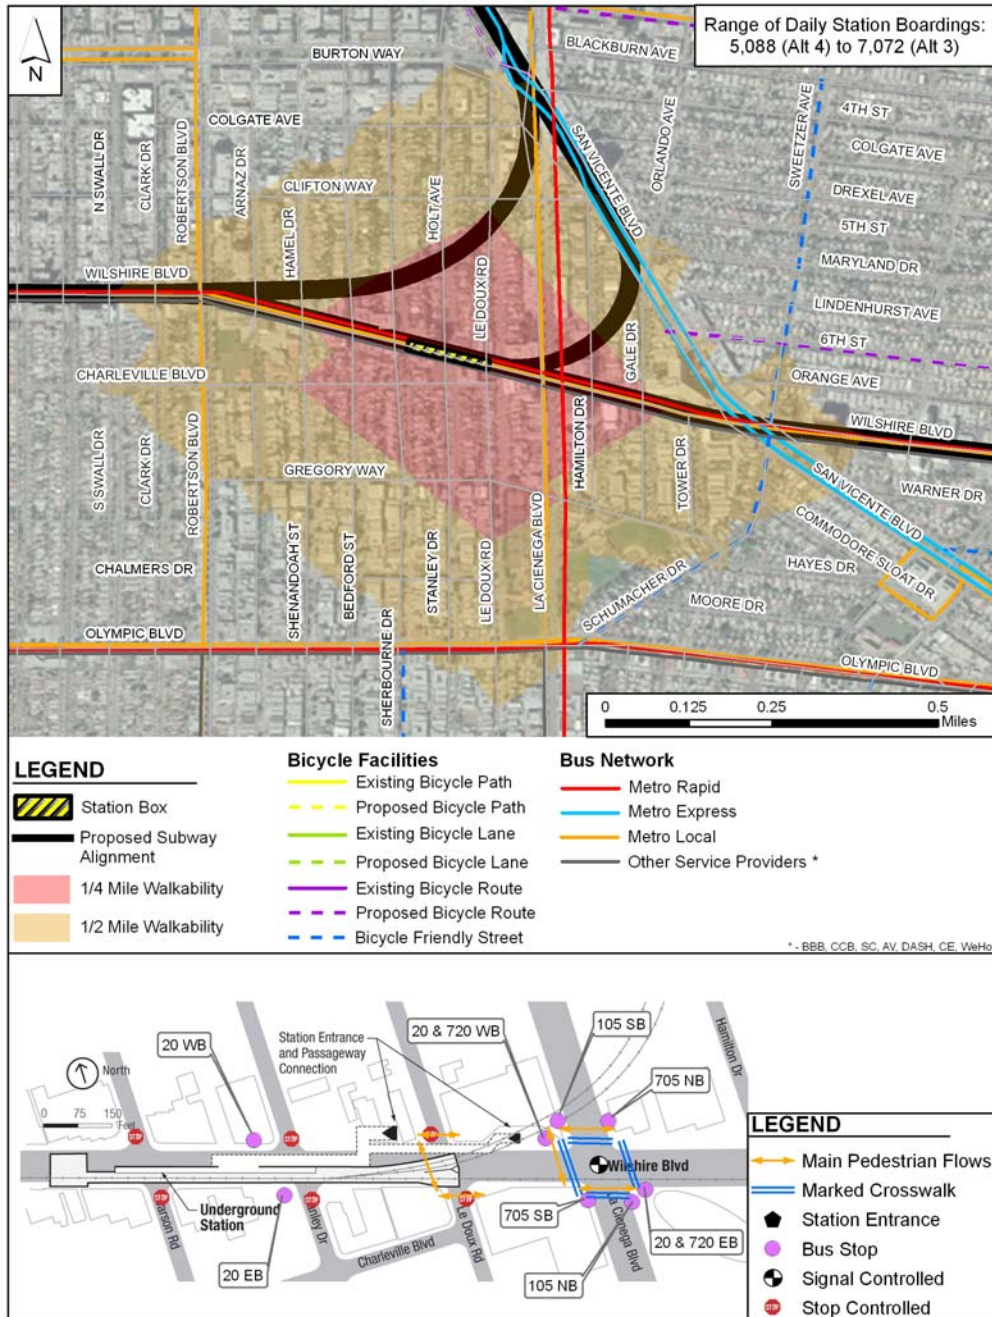 Range of Daily Station Boardings:
5,088 (Alt 4) to 7,072 (Alt 3)
N
BURTON WAY
BLACKBURN AVE
4TH ST
COLGATE AVE
COLGATE AVE
N SWALL DR
CLARK DR
ROBERTSON BLVD
ARNAZ DR
CLIFTON WAY
HAMEL DR
HOLT AVE
LE DOUX RD
SAN VICENTE BLVD
ORLANDO AVE
SWEETZER AVE
DREXEL AVE
5TH ST
MARYLAND DR
LINDENHURST AVE
6TH ST
WILSHIRE BLVD
CHARLEVILLE BLVD
GALE DR
ORANGE AVE
WILSHIRE BLVD
S SWALL DR
CLARK DR
ROBERTSON BLVD
GREGORY WAY
HAMILTON DR
TOWER DR
SAN VICENTE BLVD
WARNER DR
COMMODORE SLOAT DR
CHALMERS DR
SHENANDOAH ST
BEDFORD ST
STANLEY DR
LE DOUX RD
LA CIENEGA BLVD
SCHUMACHER DR
HAYES DR
MOORE DR
OLYMPIC BLVD
SHERBOURNE DR
OLYMPIC BLVD
0 0.125 0.25 0.5
Miles
LEGEND
Station Box
Proposed Subway
Alignment
1/4 Mile Walkability
1/2 Mile Walkability
Bicycle Facilities
Existing Bicycle Path
Proposed Bicycle Path
Existing Bicycle Lane
Proposed Bicycle Lane
Existing Bicycle Route
Proposed Bicycle Route
Bicycle Friendly Street
Bus Network
Metro Rapid
Metro Express
Metro Local
Other Service Providers *
* - BBB, CCB, SC, AV, DASH, CE, WeHo
North
0 75 150
Feet
20 WB
Station Entrance
and Passageway
Connection
20 & 720 WB
105 SB
705 NB
Hamilton Dr
STOP
STOP
STOP
Wilshire Blvd
STOP
STOP
STOP
Underground
Station
Le Doux Rd
Charleville Blvd
La Cienega Blvd
20 EB
705 SB
105 NB
20 & 720 EB
LEGEND
Main Pedestrian Flows
Marked Crosswalk
Station Entrance
Bus Stop
Signal Controlled
STOP Stop Controlled